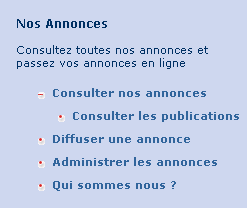 Nos Annonces
Consultez toutes nos annonces et
passez vos annonces en ligne
Consulter nos annonces
Consulter les publications
Diffuser une annonce
Administrer les annonces
Qui sommes nous ?